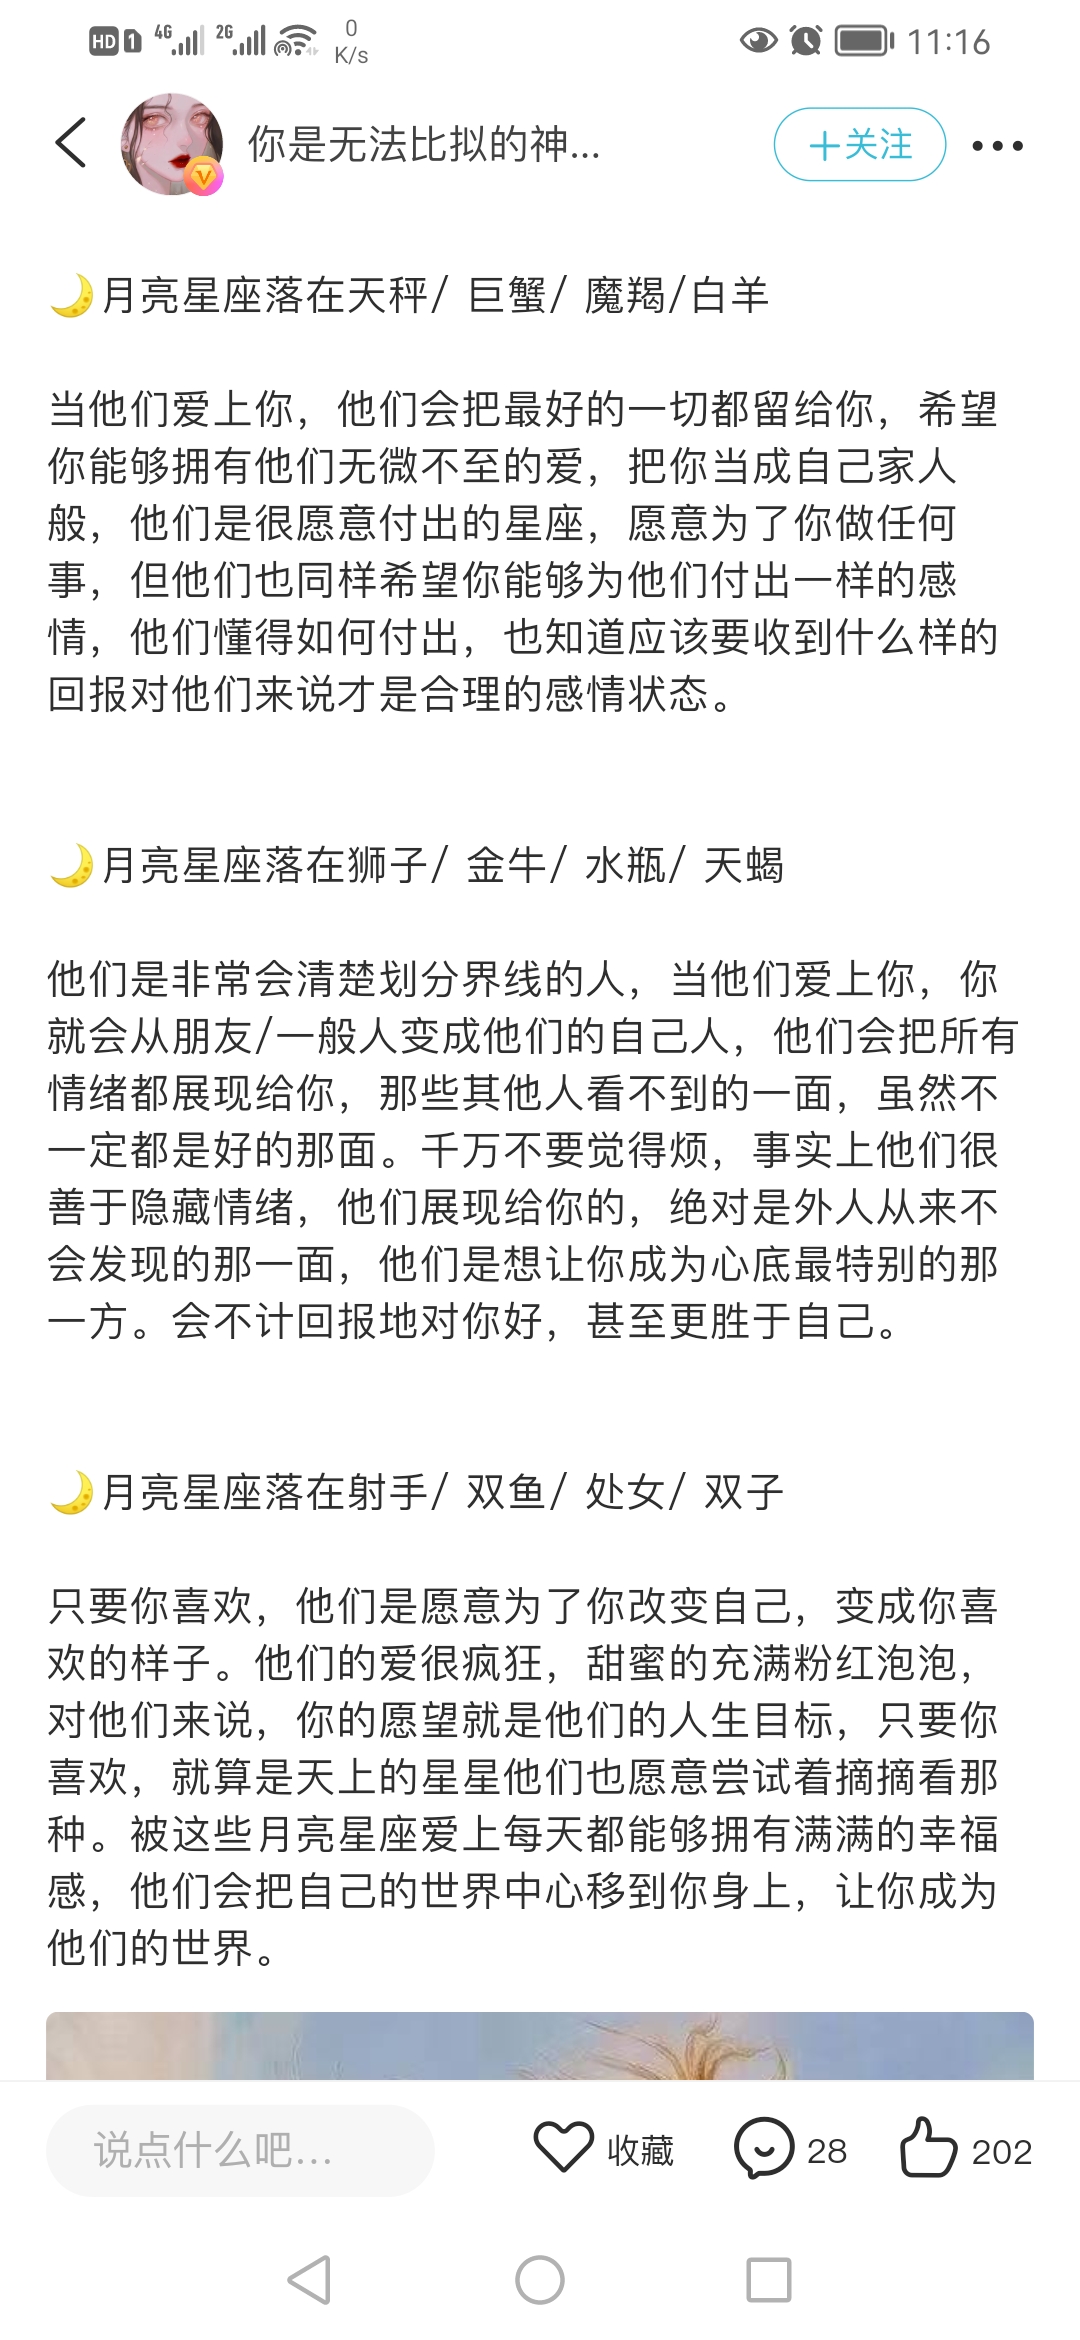 HD 1 4G 2G 0 K/s 11:16
你是无法比拟的神... +关注
🌙月亮星座落在天秤/ 巨蟹/ 魔羯/白羊
当他们爱上你，他们会把最好的一切都留给你，希望
你能够拥有他们无微不至的爱，把你当成自己家人
般，他们是很愿意付出的星座，愿意为了你做任何
事，但他们也同样希望你能够为他们付出一样的感
情，他们懂得如何付出，也知道应该要收到什么样的
回报对他们来说才是合理的感情状态。
🌙月亮星座落在狮子/ 金牛/ 水瓶/ 天蝎
他们是非常会清楚划分界线的人，当他们爱上你，你
就会从朋友/一般人变成他们的自己人，他们会把所有
情绪都展现给你，那些其他人看不到的一面，虽然不
一定都是好的那面。千万不要觉得烦，事实上他们很
善于隐藏情绪，他们展现给你的，绝对是外人从来不
会发现的那一面，他们是想让你成为心底最特别的那
一方。会不计回报地对你好，甚至更胜于自己。
🌙月亮星座落在射手/ 双鱼/ 处女/ 双子
只要你喜欢，他们是愿意为了你改变自己，变成你喜
欢的样子。他们的爱很疯狂，甜蜜的充满粉红泡泡，
对他们来说，你的愿望就是他们的人生目标，只要你
喜欢，就算是天上的星星他们也愿意尝试着摘摘看那
种。被这些月亮星座爱上每天都能够拥有满满的幸福
感，他们会把自己的世界中心移到你身上，让你成为
他们的世界。
说点什么吧... 收藏 28 202